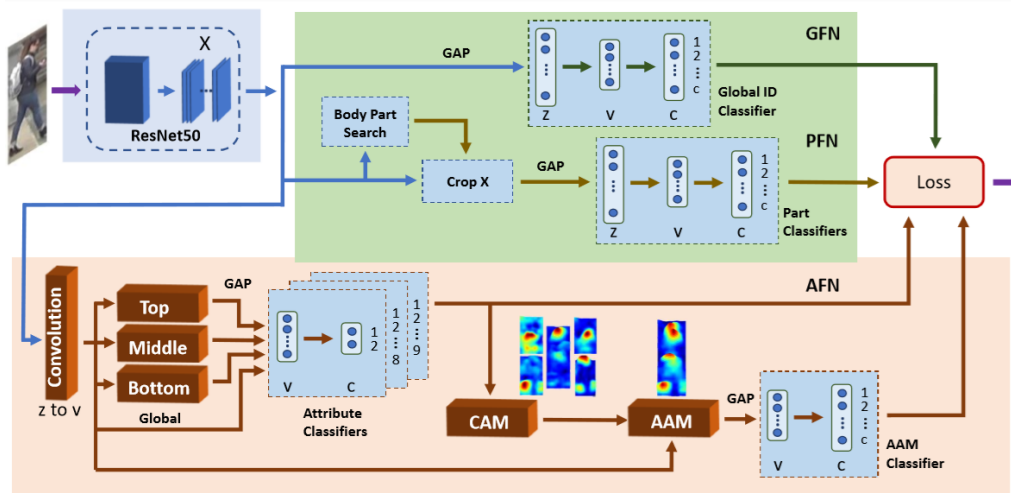 X
ResNet50
GFN
GAP
Z
V
C
1
2
c
Global ID
Classifier
Body Part
Search
Crop X
PFN
GAP
Z
V
C
1
2
c
Part
Classifiers
Loss
AFN
Convolution
z to v
Top
Middle
Bottom
Global
GAP
V
C
1
2
1
2
8
1
2
9
Attribute
Classifiers
CAM
AAM
GAP
V
C
1
2
c
AAM
Classifier